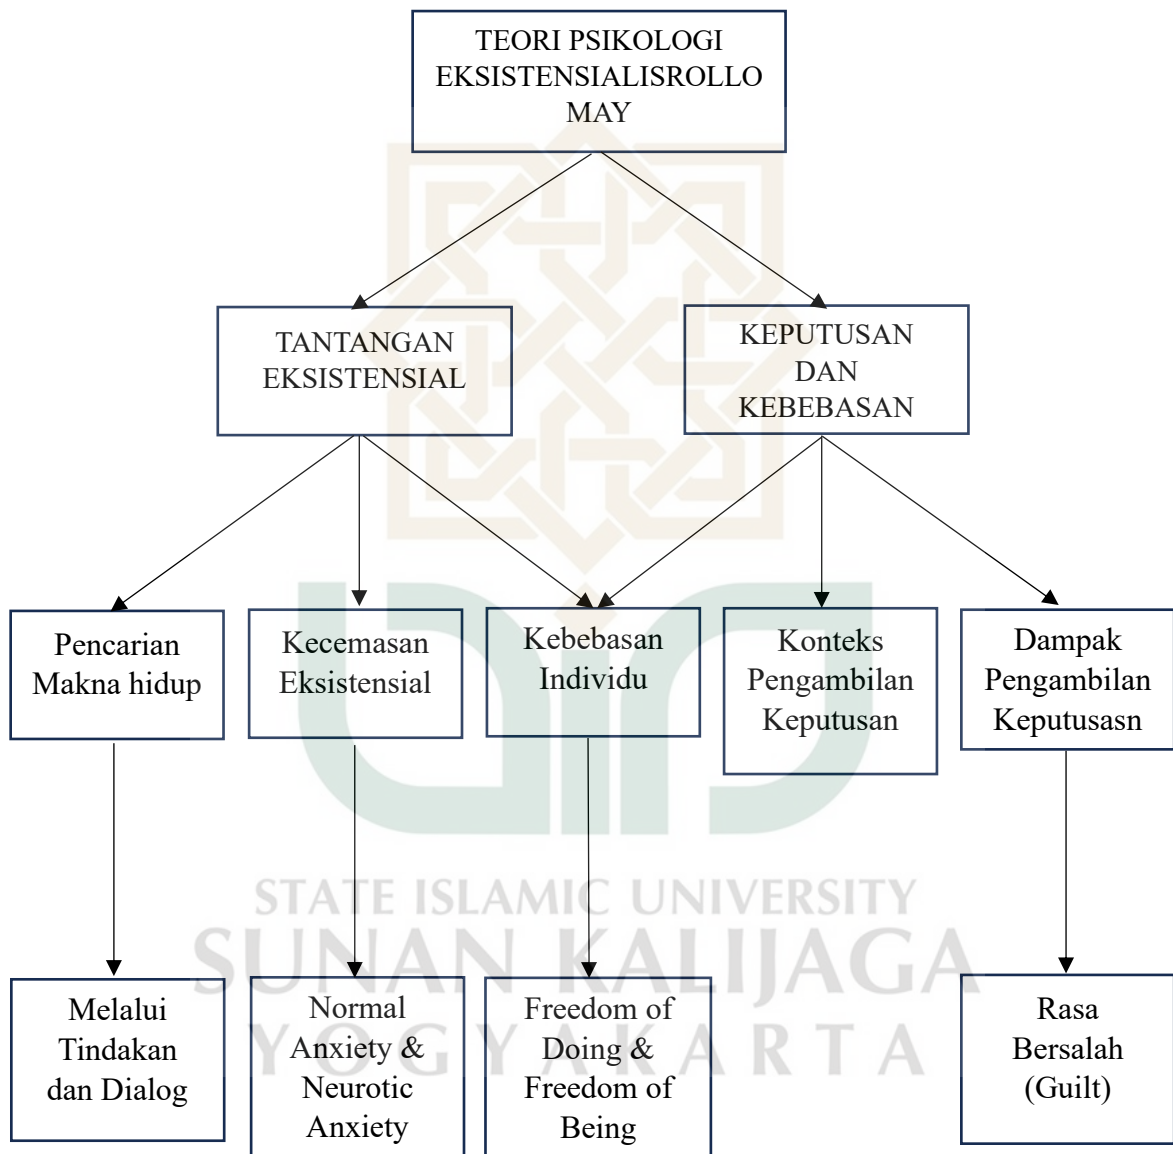 TEORI PSIKOLOGI
EKSISTENSIALISROLLO
MAY
TANTANGAN
EKSISTENSIAL
KEPUTUSAN
DAN
KEBEBASAN
Pencarian
Makna hidup
Kecemasan
Eksistensial
Kebebasan
Individu
Konteks
Pengambilan
Keputusan
Dampak
Pengambilan
Keputusasn
STATE ISLAMIC UNIVERSITY
SUNAN KALIJAGA
YOGYAKARTA
Melalui
Tindakan
dan Dialog
Normal
Anxiety &
Neurotic
Anxiety
Freedom of
Doing &
Freedom of
Being
Rasa
Bersalah
(Guilt)